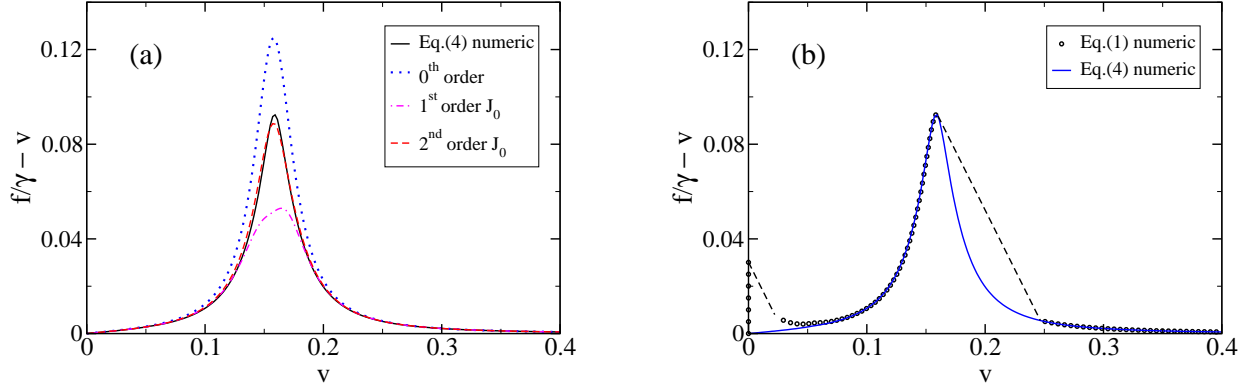 (a)
0.12
0.08
0.04
0
f/γ − v
0
0.1
0.2
0.3
0.4
v
Eq.(4) numeric
0th order
1st order J0
2nd order J0
(b)
0.12
0.08
0.04
0
f/γ − v
0
0.1
0.2
0.3
0.4
v
Eq.(1) numeric
Eq.(4) numeric